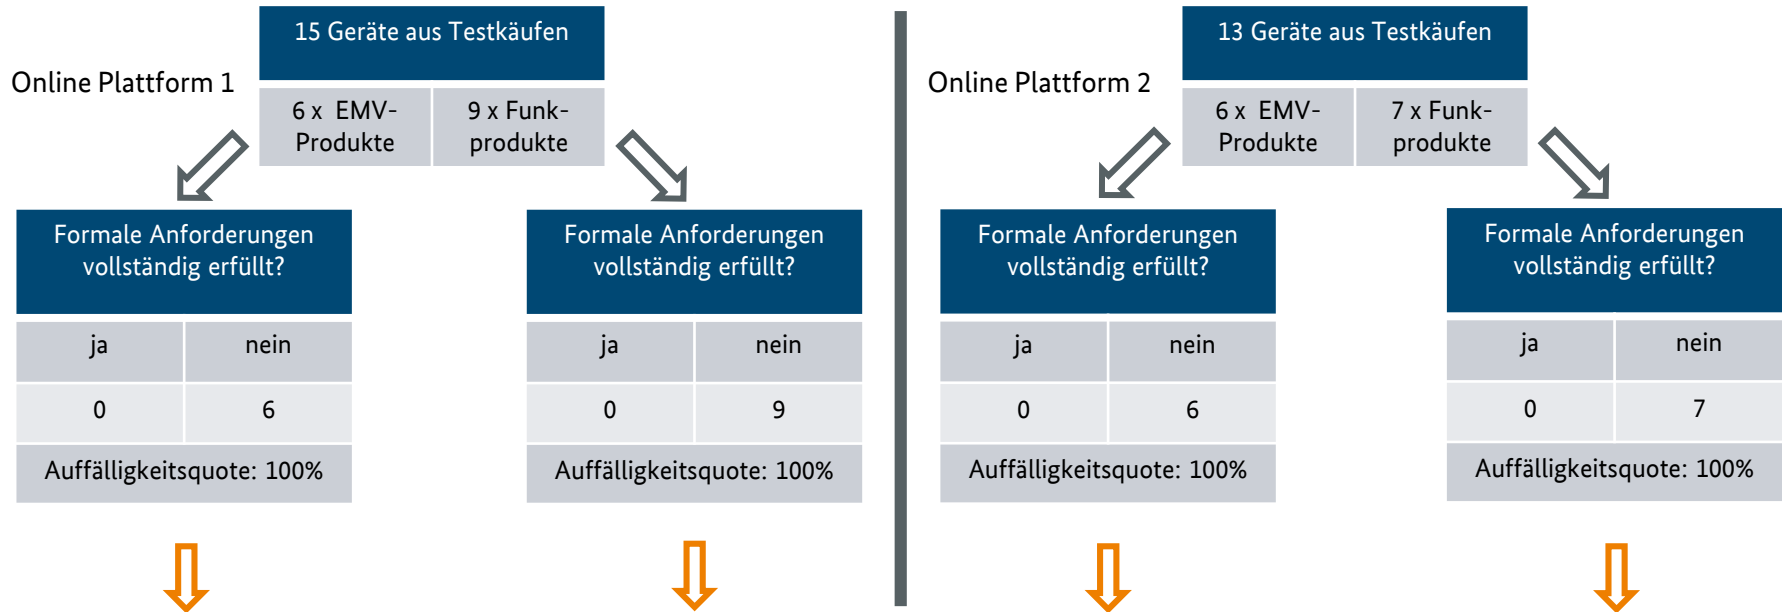 Online Plattform 1
15 Geräte aus Testkäufen
6 x EMV-
Produkte
9 x Funk-
produkte
Formale Anforderungen
vollständig erfüllt?
ja
nein
0
6
Auffälligkeitsquote: 100%
Formale Anforderungen
vollständig erfüllt?
ja
nein
0
9
Auffälligkeitsquote: 100%
Online Plattform 2
13 Geräte aus Testkäufen
6 x EMV-
Produkte
7 x Funk-
produkte
Formale Anforderungen
vollständig erfüllt?
ja
nein
0
6
Auffälligkeitsquote: 100%
Formale Anforderungen
vollständig erfüllt?
ja
nein
0
7
Auffälligkeitsquote: 100%